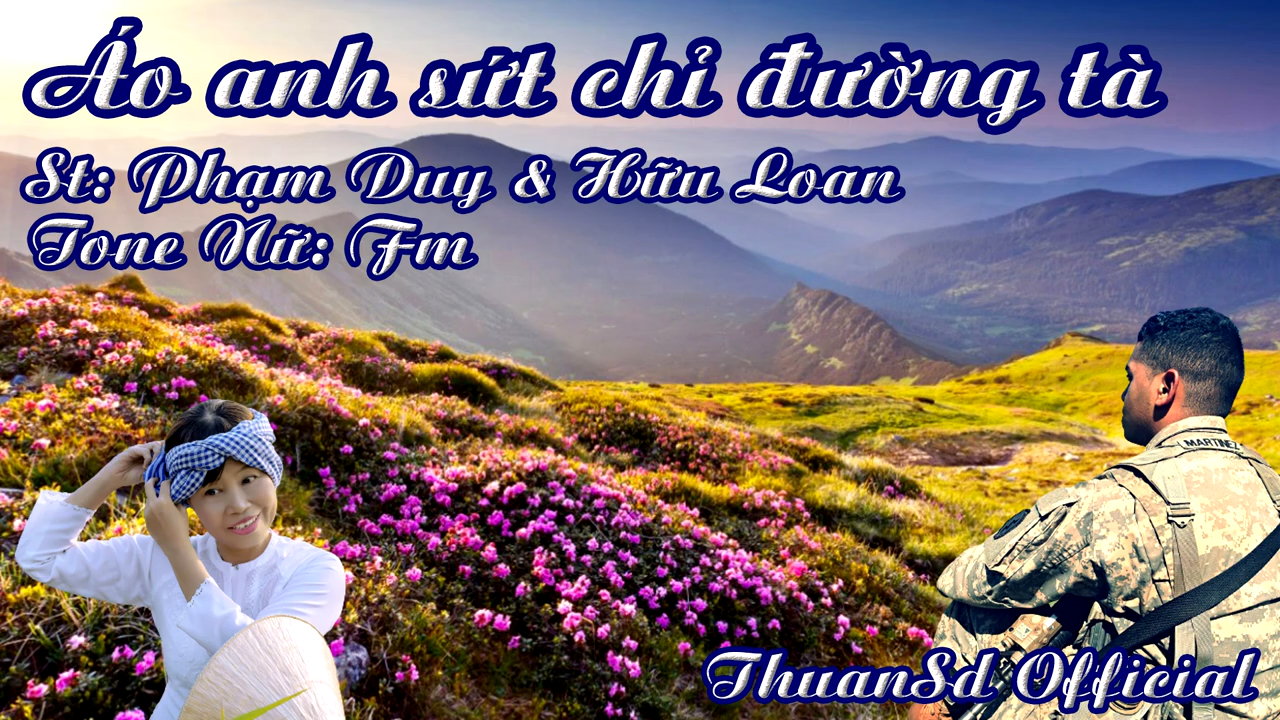 Áo anh sứt chỉ đường tà
St: Phạm Duy & Hữu Loan
Tone Nữ: Fm
MARTINEZ
ThuanSd Official